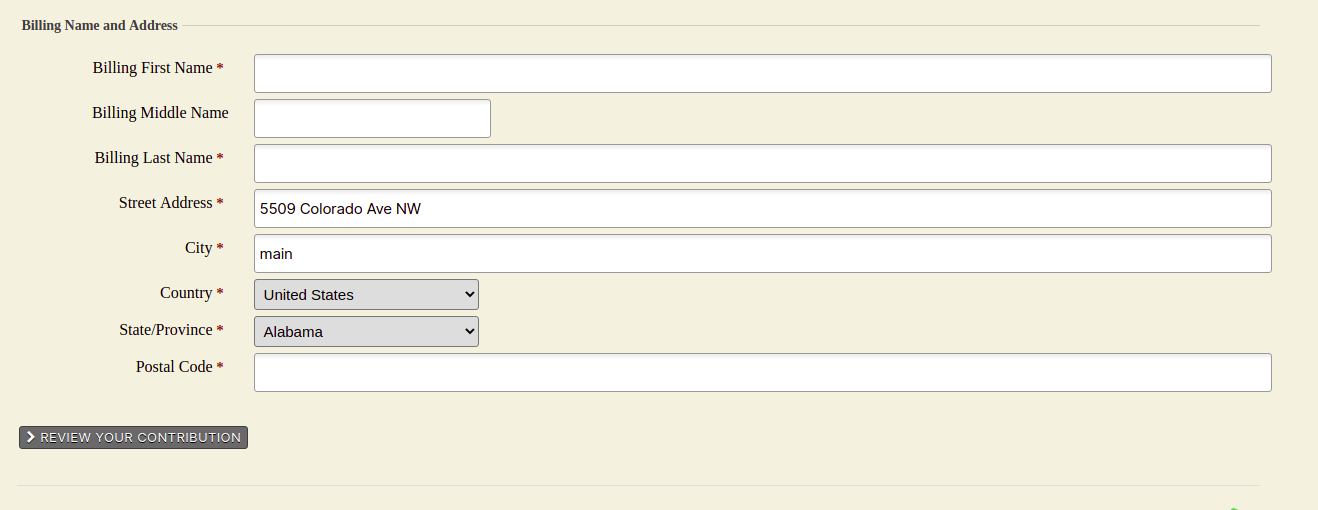 Billing Name and Address
Billing First Name *
Billing Middle Name
Billing Last Name *
Street Address * 5509 Colorado Ave NW
City * main
Country * United States
State/Province * Alabama
Postal Code *
REVIEW YOUR CONTRIBUTION